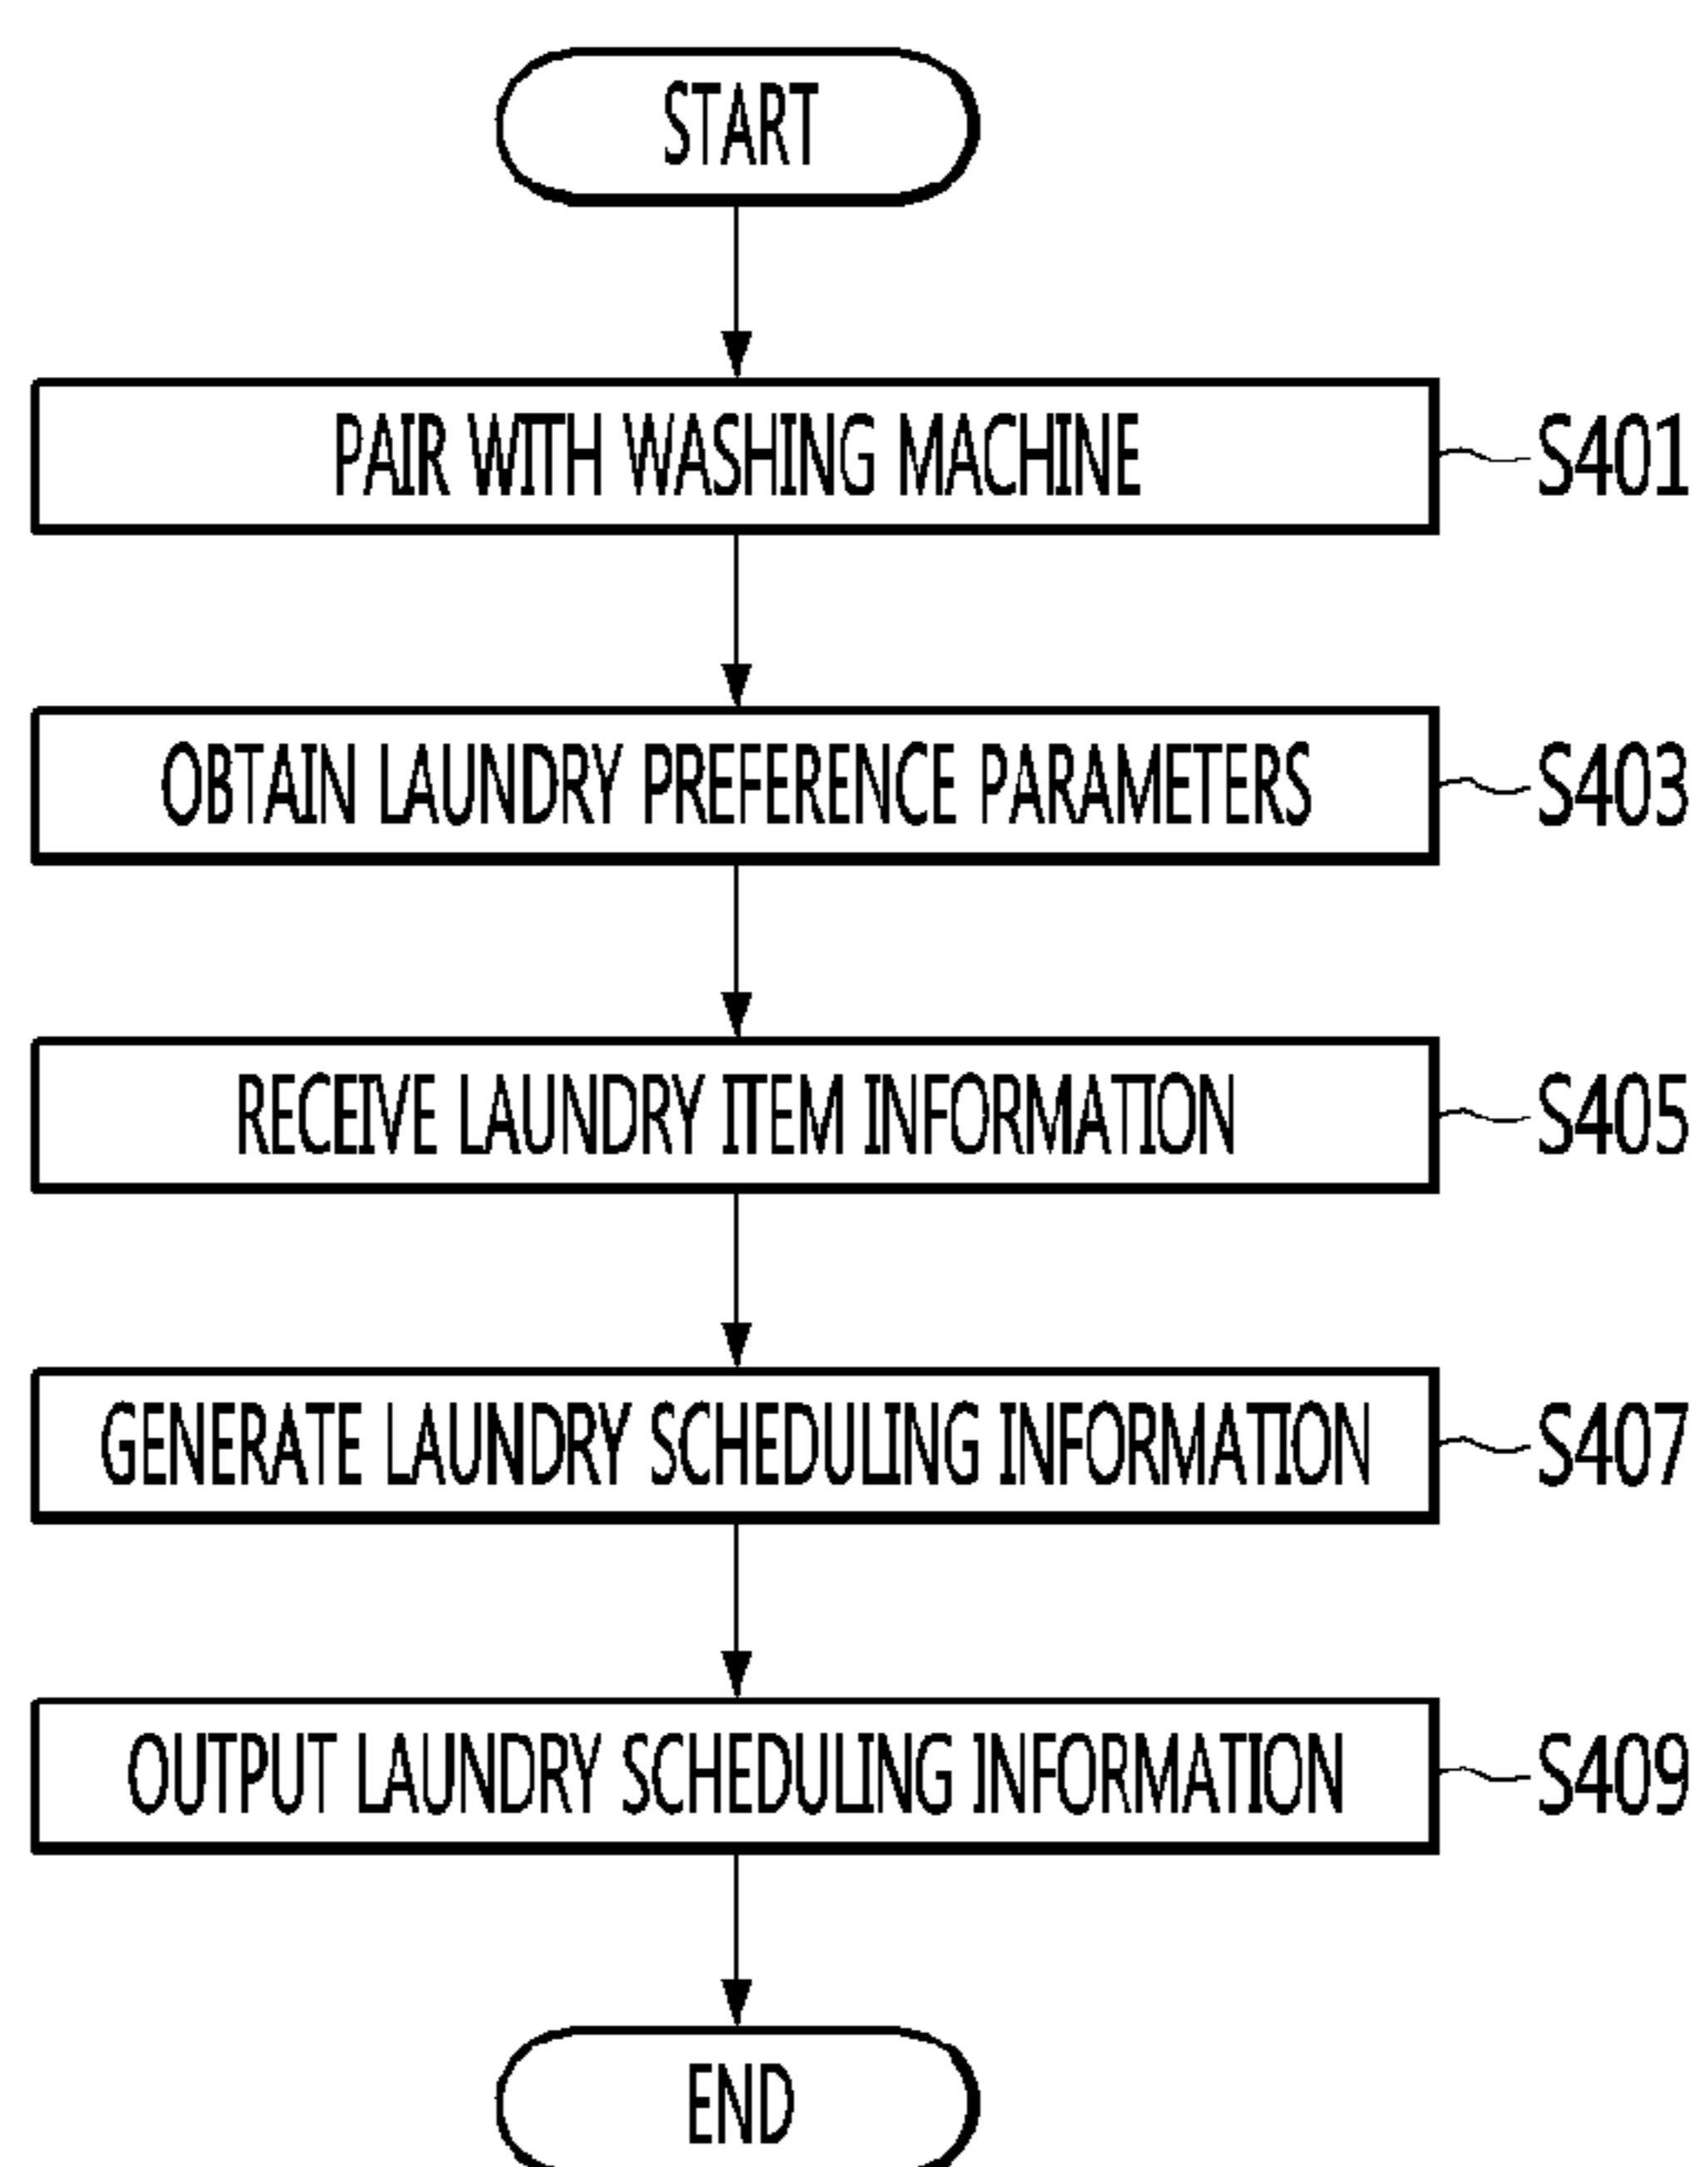 START
PAIR WITH WASHING MACHINE
S401
OBTAIN LAUNDRY PREFERENCE PARAMETERS
S403
RECEIVE LAUNDRY ITEM INFORMATION
S405
GENERATE LAUNDRY SCHEDULING INFORMATION
S407
OUTPUT LAUNDRY SCHEDULING INFORMATION
S409
END